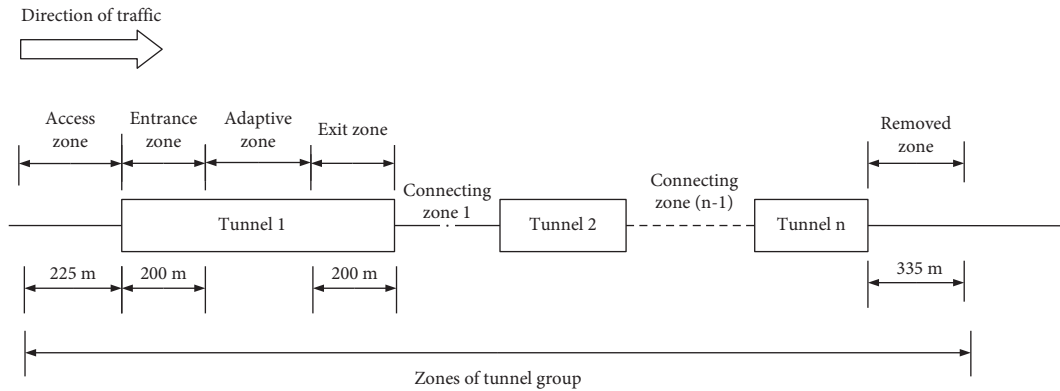 Direction of traffic
Access
zone
Entrance
zone
Adaptive
zone
Exit zone
Removed
zone
Connecting
zone 1
Connecting
zone (n-1)
Tunnel 1
Tunnel 2
Tunnel n
225 m
200 m
200 m
335 m
Zones of tunnel group